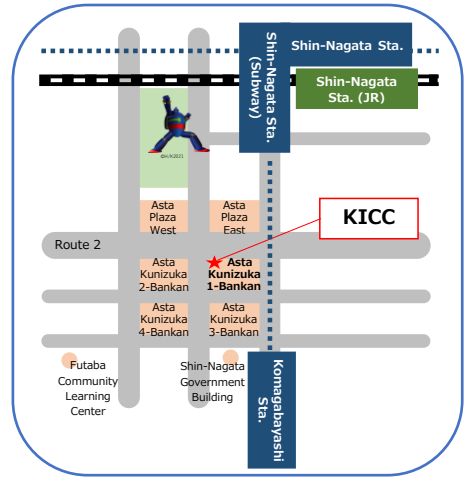 Shin-Nagata Sta.
Shin-Nagata Sta.
(Subway)
Shin-Nagata
Sta. (JR)
©H/K2021
Asta
Plaza
West
Asta
Plaza
East
KICC
Route 2
Asta
Kunizuka
2-Bankan
Asta
Kunizuka
1-Bankan
Asta
Kunizuka
4-Bankan
Asta
Kunizuka
3-Bankan
Futaba
Community
Learning
Center
Shin-Nagata
Government
Building
Komagabayashi
Sta.